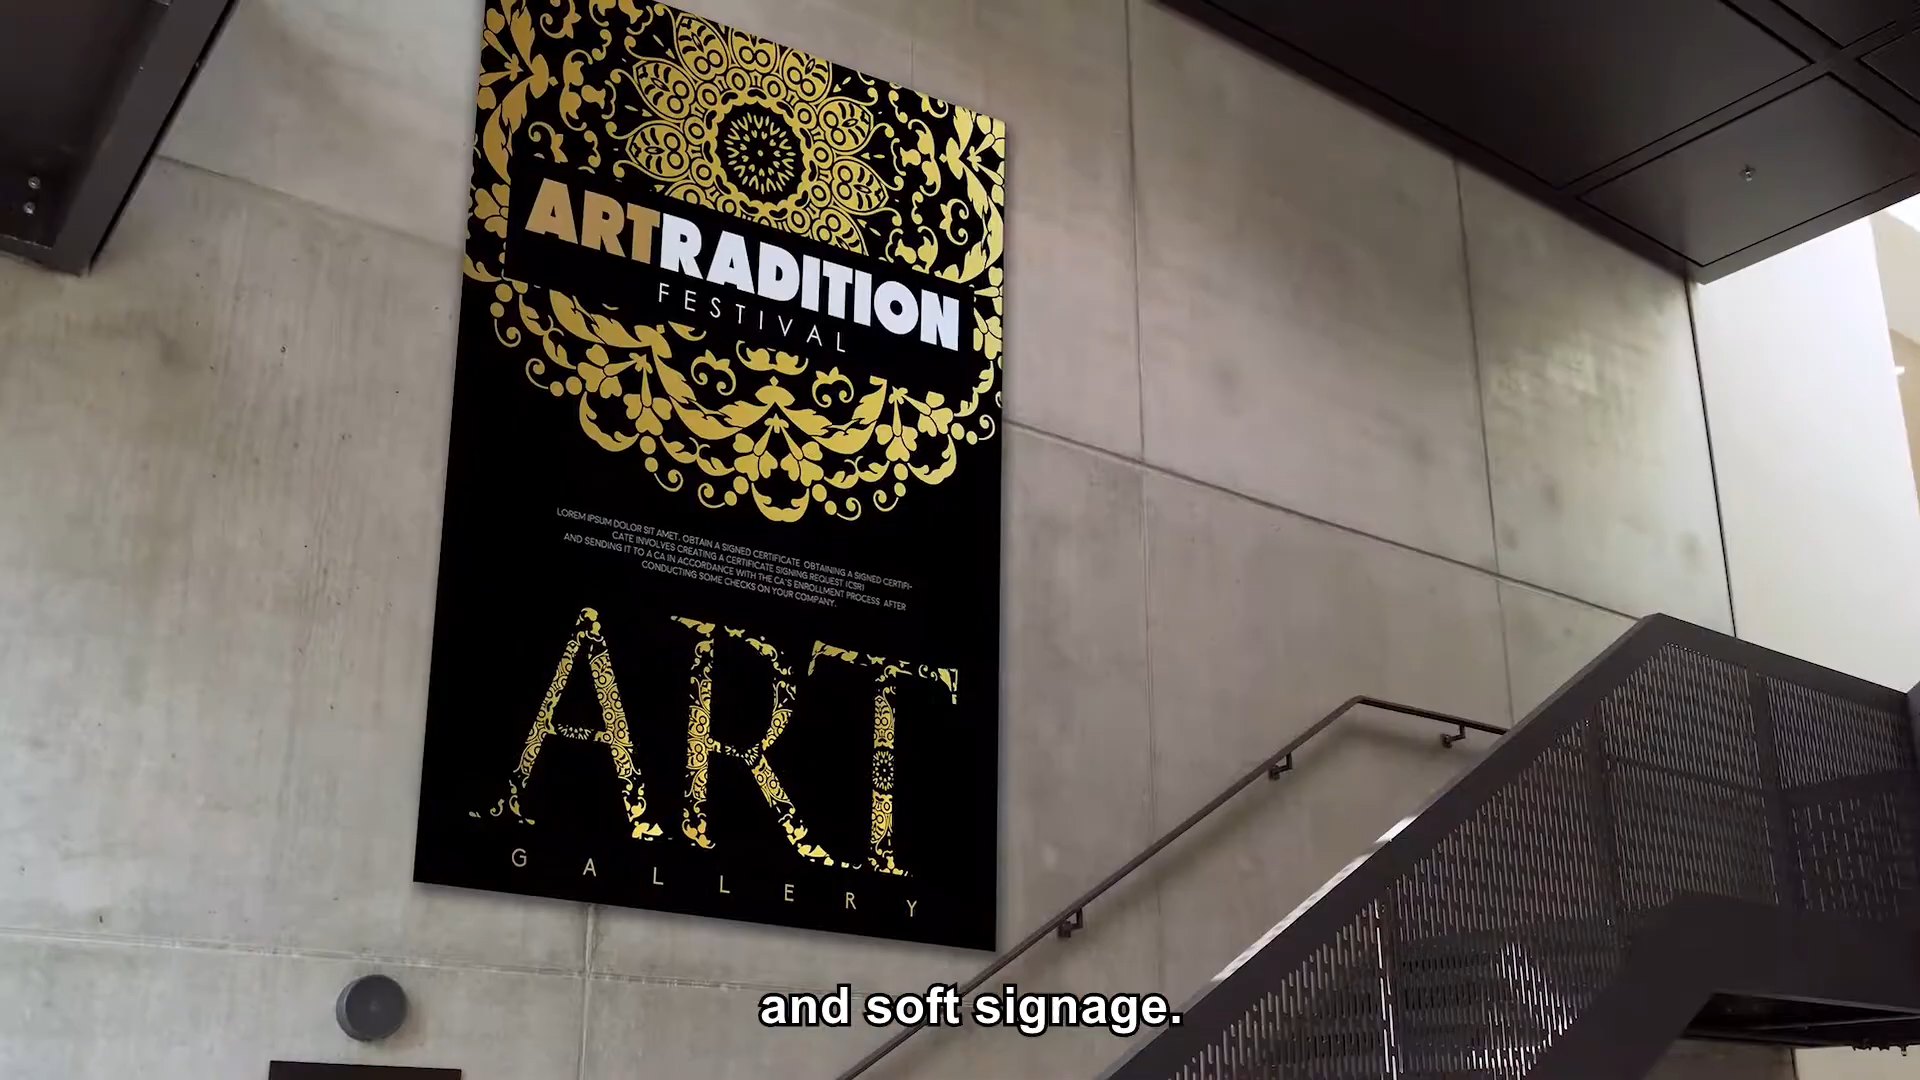 ARTRADITION
FESTIVAL
LOREM IPSUM DOLOR SIT AMET. OBTAIN A SIGNED CERTIFICATE OBTAINING A SIGNED CERTIFI-
CATE INVOLVES CREATING A CERTIFICATE SIGNING REQUEST (CSR)
AND SENDING IT TO A CA IN ACCORDANCE WITH THE CA'S ENROLLMENT PROCESS AFTER
CONDUCTING SOME CHECKS ON YOUR COMPANY.
ART
GALLERY
and soft signage.